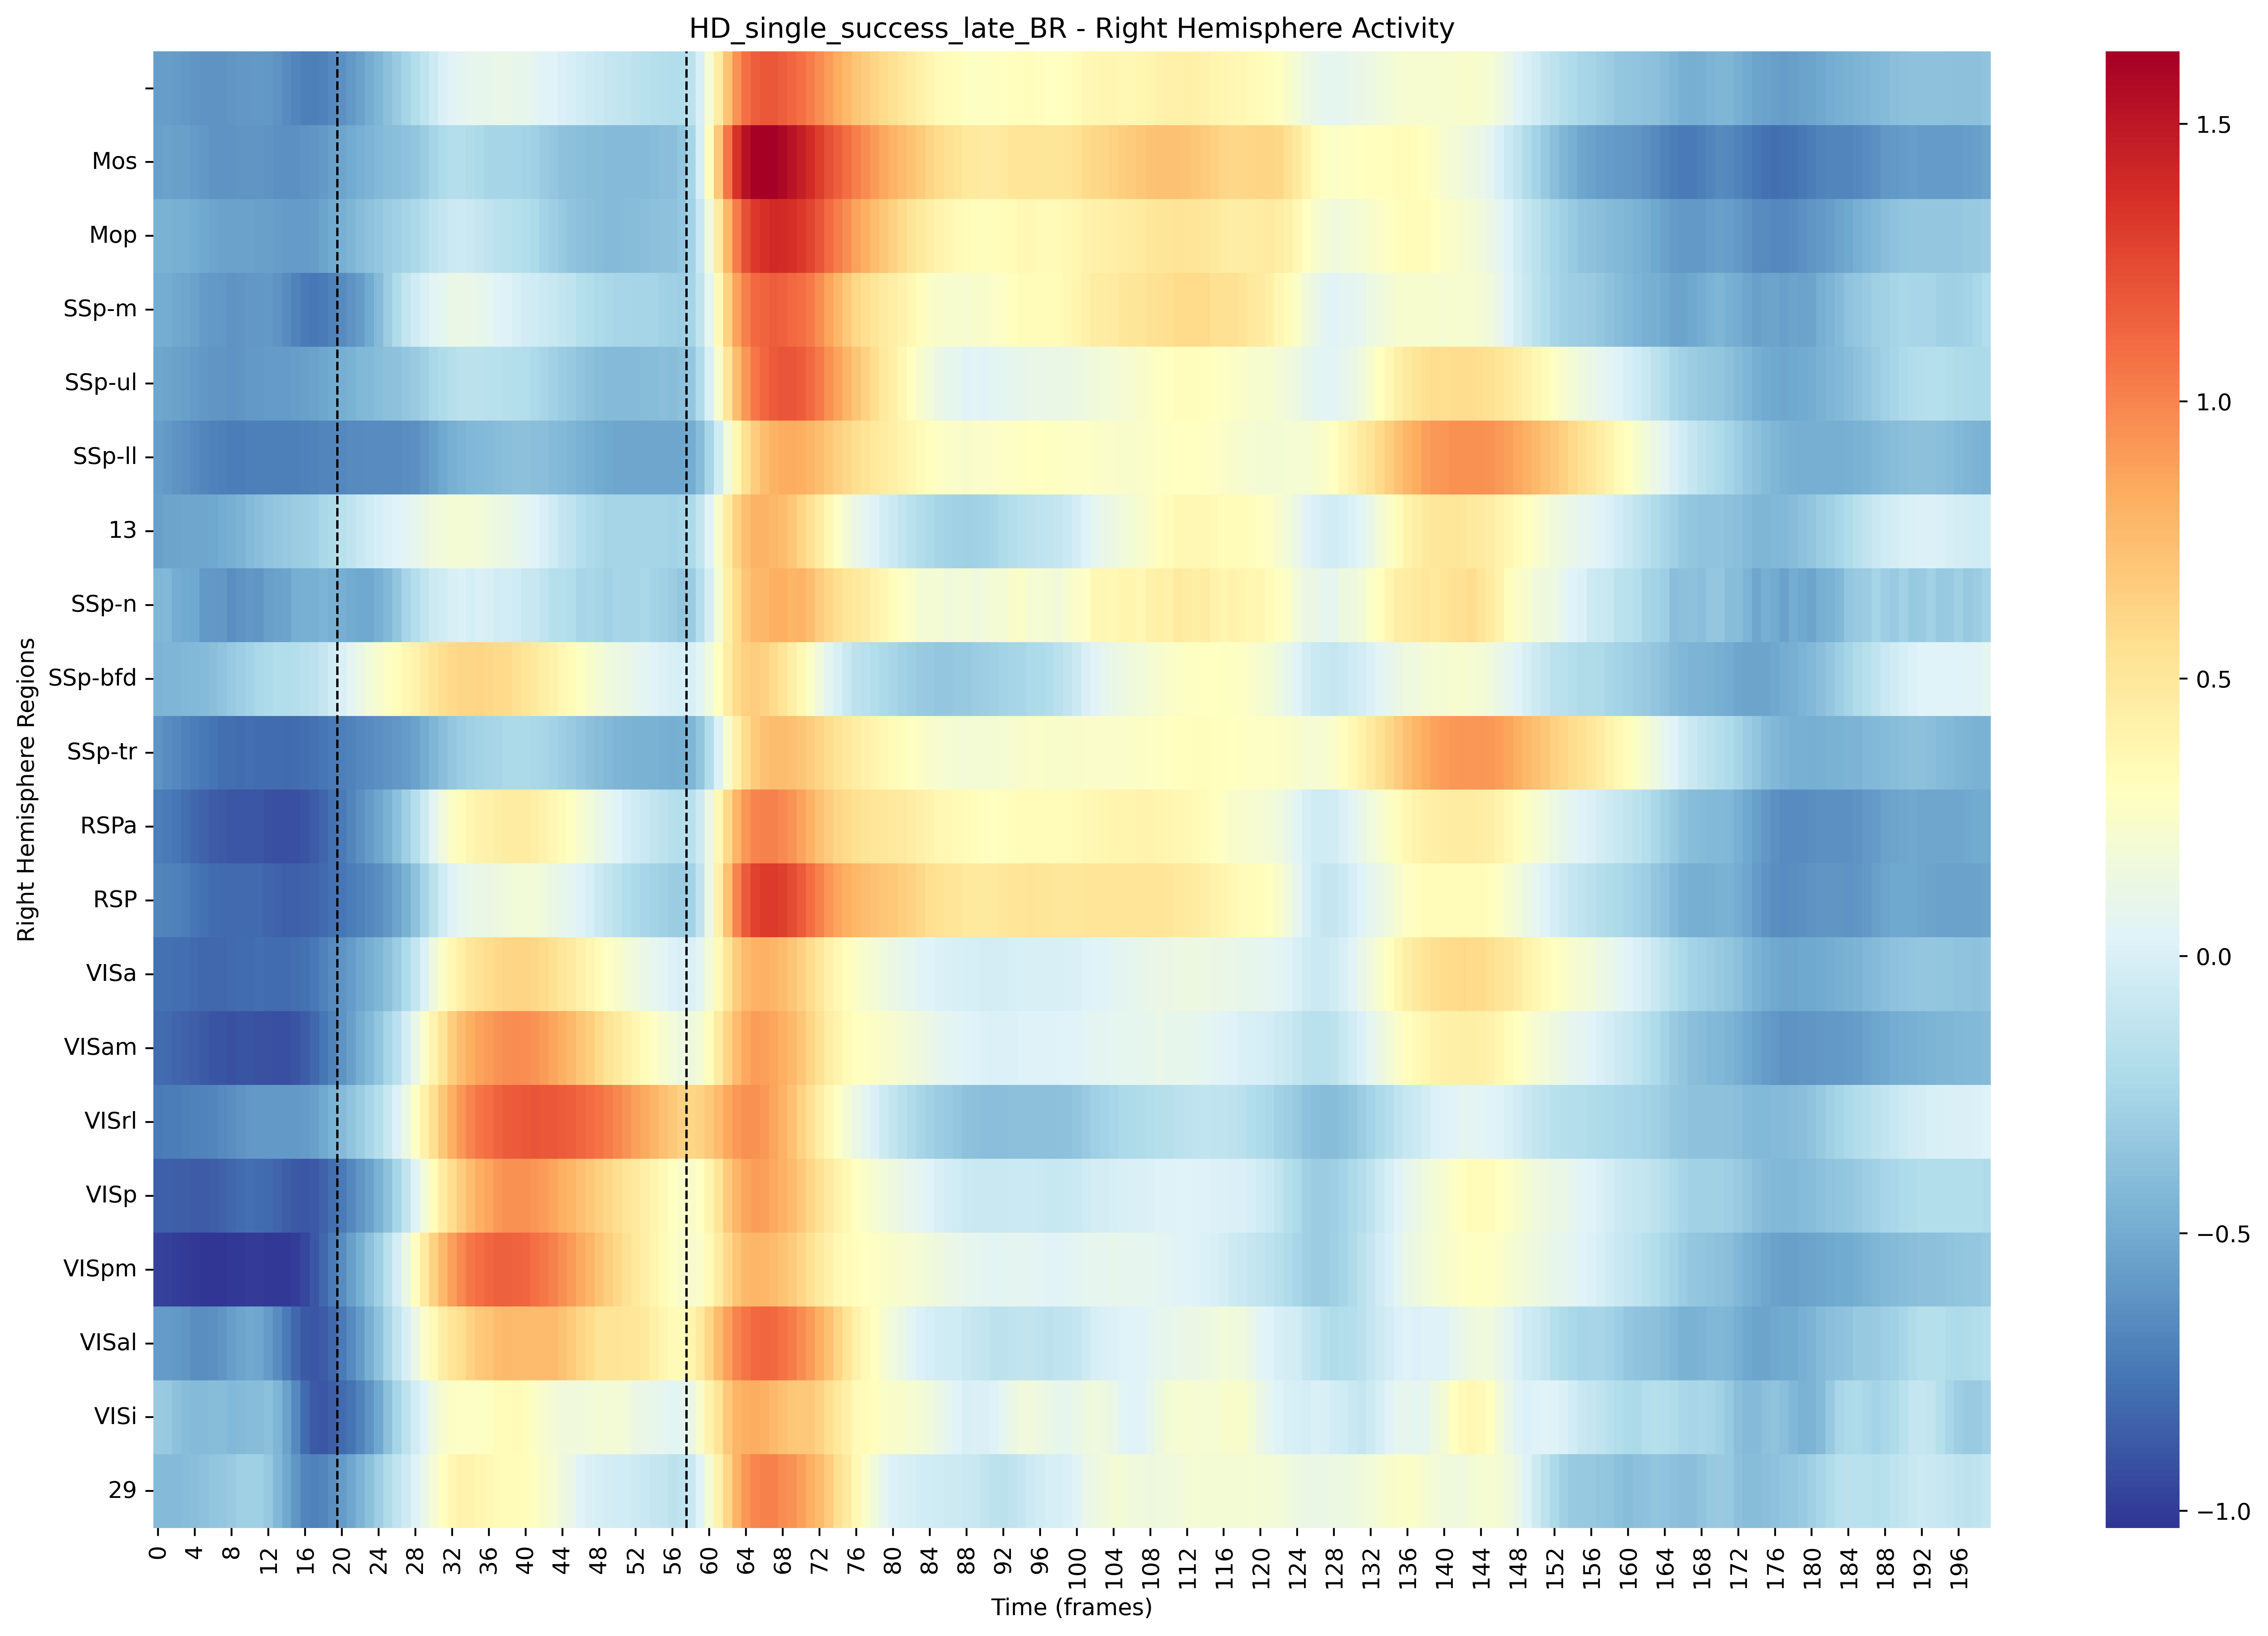 HD_single_success_late_BR - Right Hemisphere Activity
Right Hemisphere Regions
Mos
Mop
SSp-m
SSp-ul
SSp-ll
13
SSp-n
SSp-bfd
SSp-tr
RSPa
RSP
VISa
VISam
VISrl
VISp
VISpm
VISal
VISi
29
0 4 8 12 16 20 24 28 32 36 40 44 48 52 56 60 64 68 72 76 80 84 88 92 96 100 104 108 112 116 120 124 128 132 136 140 144 148 152 156 160 164 168 172 176 180 184 188 192 196
Time (frames)
1.5
1.0
0.5
0.0
−0.5
−1.0